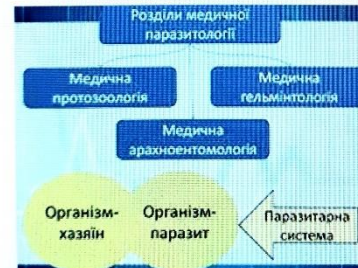 Розділи медичної
паразитології
Медична
протозоологія
Медична
гельмінтологія
Медична
арахноентомологія
Організм-
хазяїн
Організм-
паразит
Паразитарна
система